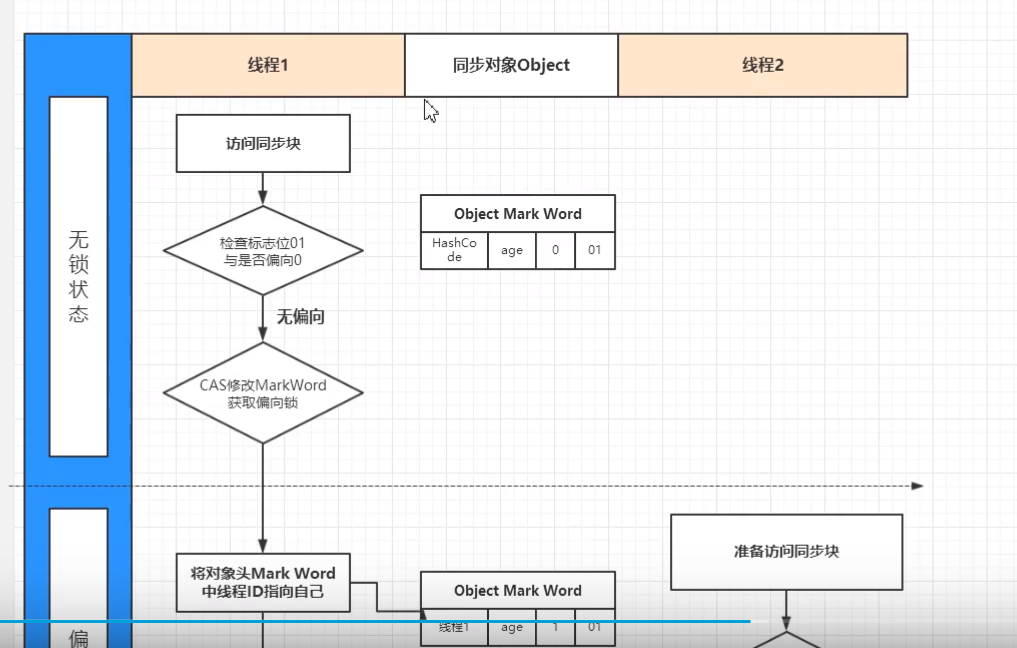 线程1
同步对象Object
线程2
无
锁
状
态
访问同步块
检查标志位01
与是否偏向0
Object Mark Word
HashCo
de
age
0
01
无偏向
CAS修改MarkWord
获取偏向锁
偏
将对象头Mark Word
中线程ID指向自己
Object Mark Word
线程1
age
1
01
准备访问同步块